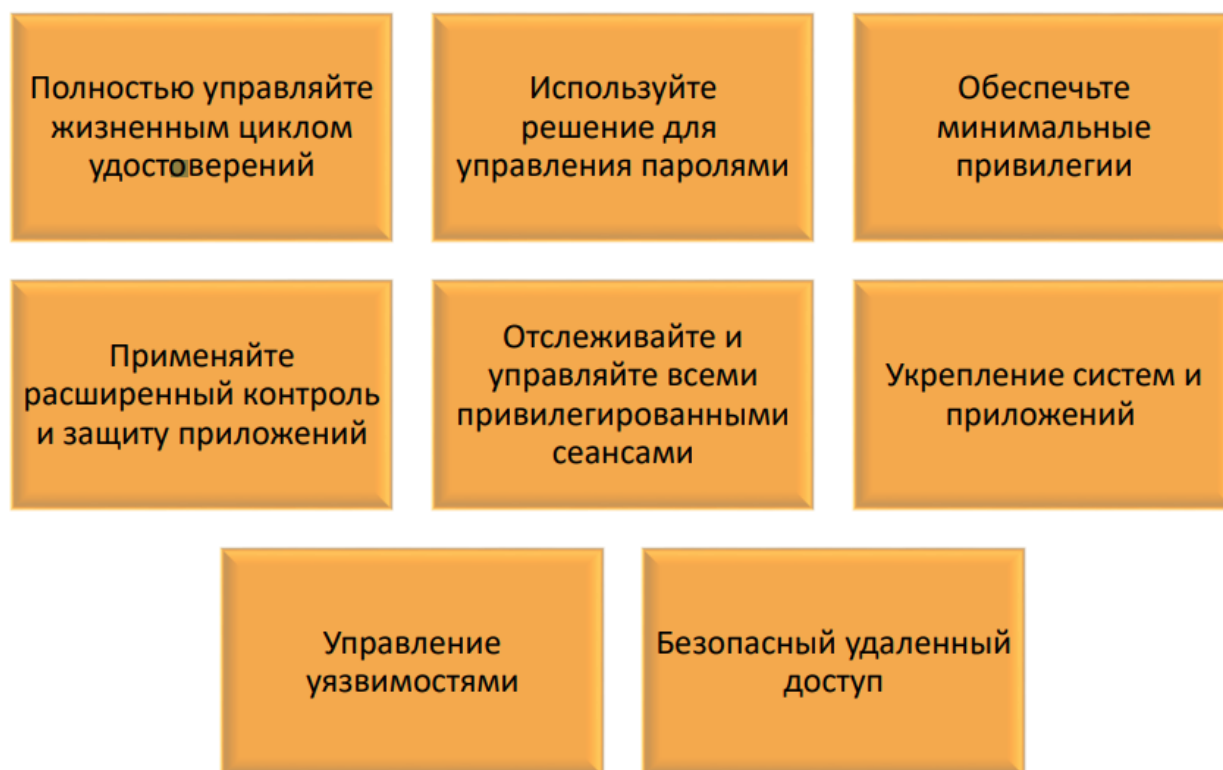 Полностью управляйте
жизненным циклом
удостоверений
Используйте
решение для
управления паролями
Обеспечьте
минимальные
привилегии
Применяйте
расширенный контроль
и защиту приложений
Отслеживайте и
управляйте всеми
привилегированными
сеансами
Укрепление систем и
приложений
Управление
уязвимостями
Безопасный удаленный
доступ